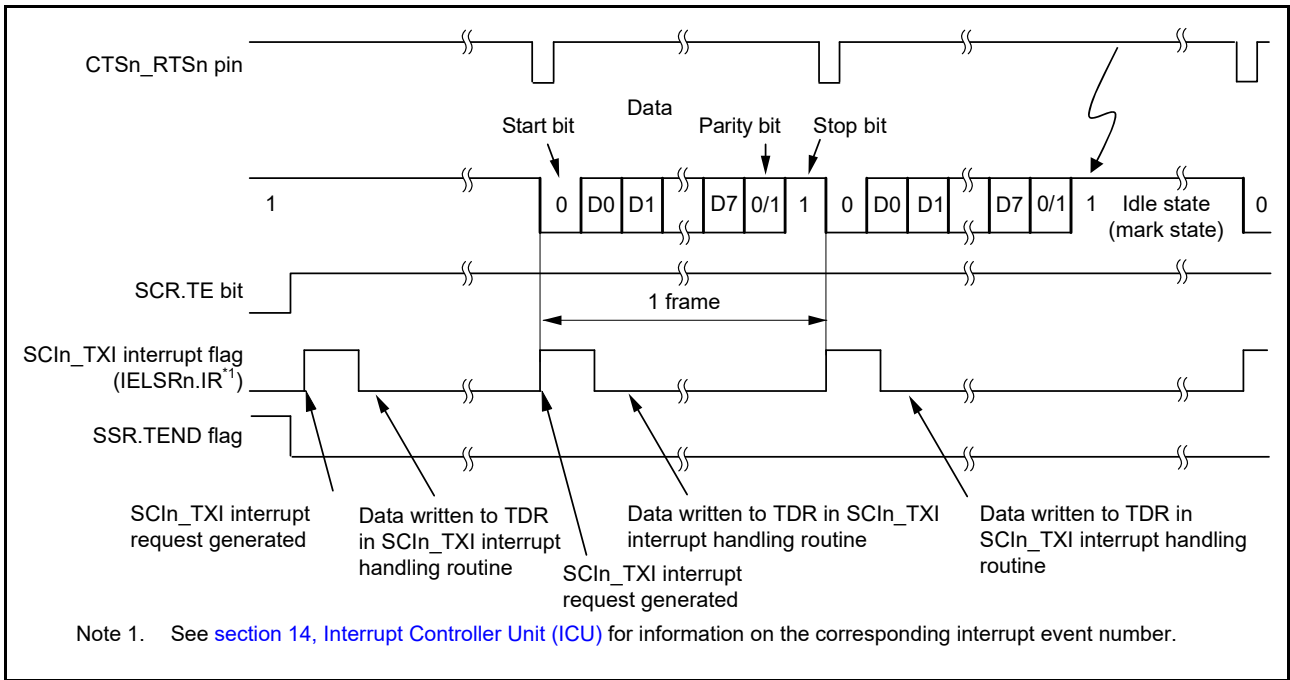 CTSn_RTSn pin
Data
Start bit
Parity bit
Stop bit
1
0 D0 D1 D7 0/1 1 0 D0 D1 D7 0/1 1 Idle state 0
(mark state)
SCR.TE bit
1 frame
SCIn_TXI interrupt flag
(IELSRn.IR*1)
SSR.TEND flag
SCIn_TXI interrupt
request generated
Data written to TDR
in SCIn_TXI interrupt
handling routine
SCIn_TXI interrupt
request generated
Data written to TDR in SCIn_TXI
interrupt handling routine
Data written to TDR in
SCIn_TXI interrupt handling
routine
Note 1. See section 14, Interrupt Controller Unit (ICU) for information on the corresponding interrupt event number.